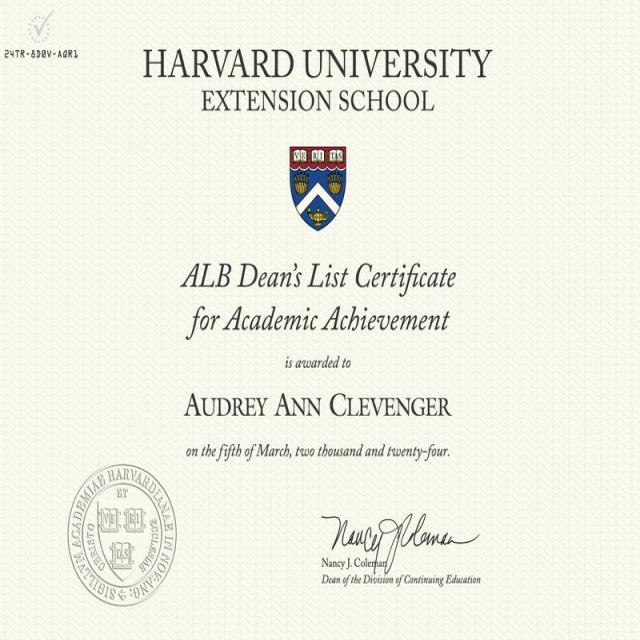 24TR-8D0V-AQR1
HARVARD UNIVERSITY
EXTENSION SCHOOL
VE RI TAS
ALB Dean's List Certificate
for Academic Achievement
is awarded to
AUDREY ANN CLEVENGER
on the fifth of March, two thousand and twenty-four.
SIGILLVM ACADEMIAE HARVARDIANAE IN NOV. ANG.
CHRISTO ET ECCLESIAE
VE RI TAS
Nancy J Coleman
Nancy J. Coleman
Dean of the Division of Continuing Education